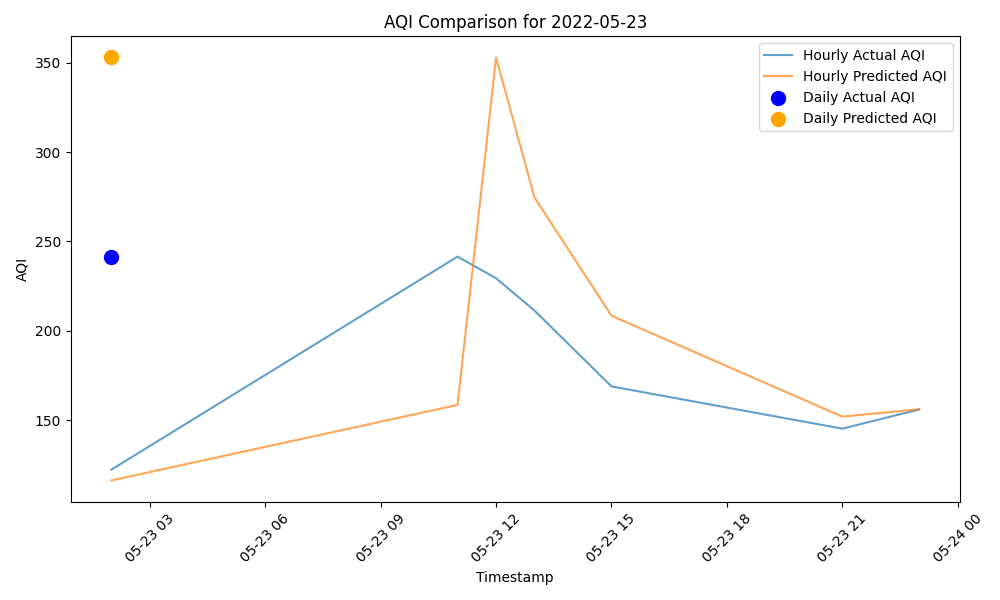 AQI Comparison for 2022-05-23
Hourly Actual AQI
Hourly Predicted AQI
Daily Actual AQI
Daily Predicted AQI
AQI
350
300
250
200
150
05-23 03
05-23 06
05-23 09
05-23 12
05-23 15
05-23 18
05-23 21
05-24 00
Timestamp